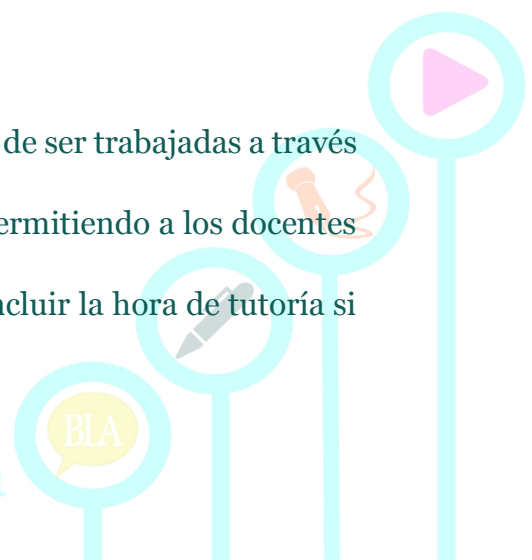 de ser trabajadas a través
ermitiendo a los docentes
ncluir la hora de tutoría si
BLA